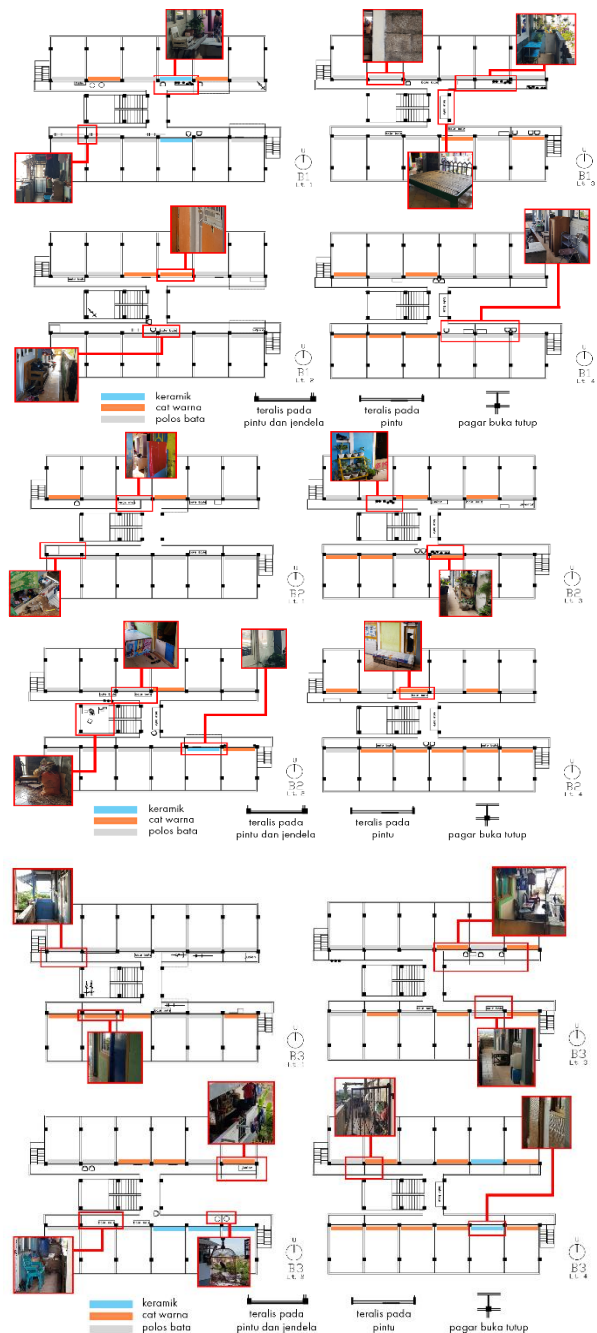 U
B1
Lt. 1
U
B1
Lt. 3
U
B1
Lt. 2
U
B1
Lt. 4
keramik
cat warna
polos bata
teralis pada
pintu dan jendela
teralis pada
pintu
pagar buka tutup
U
B2
Lt. 1
U
B2
Lt. 3
U
B2
Lt. 2
U
B2
Lt. 4
keramik
cat warna
polos bata
teralis pada
pintu dan jendela
teralis pada
pintu
pagar buka tutup
U
B3
Lt. 1
U
B3
Lt. 3
U
B3
Lt. 2
U
B3
Lt. 4
keramik
cat warna
polos bata
teralis pada
pintu dan jendela
teralis pada
pintu
pagar buka tutup